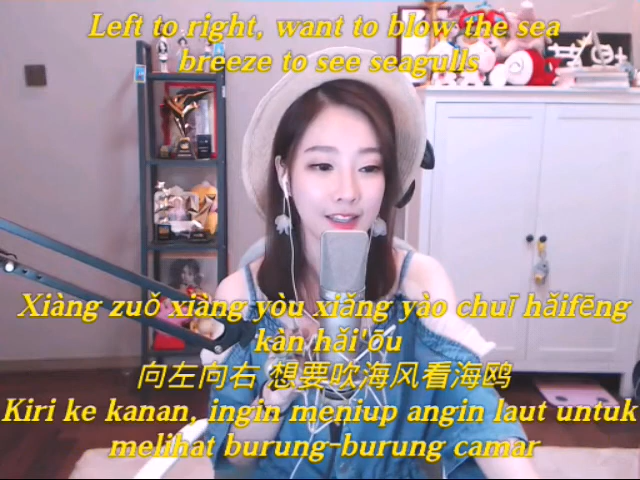 Left to right, want to blow the sea
breeze to see seagulls
Xiàng zuǒ xiàng yòu xiǎng yào chuī hǎifēng
kàn hǎi'ōu
向左向右 想要吹海风看海鸥
Kiri ke kanan, ingin meniup angin laut untuk
melihat burung-burung camar